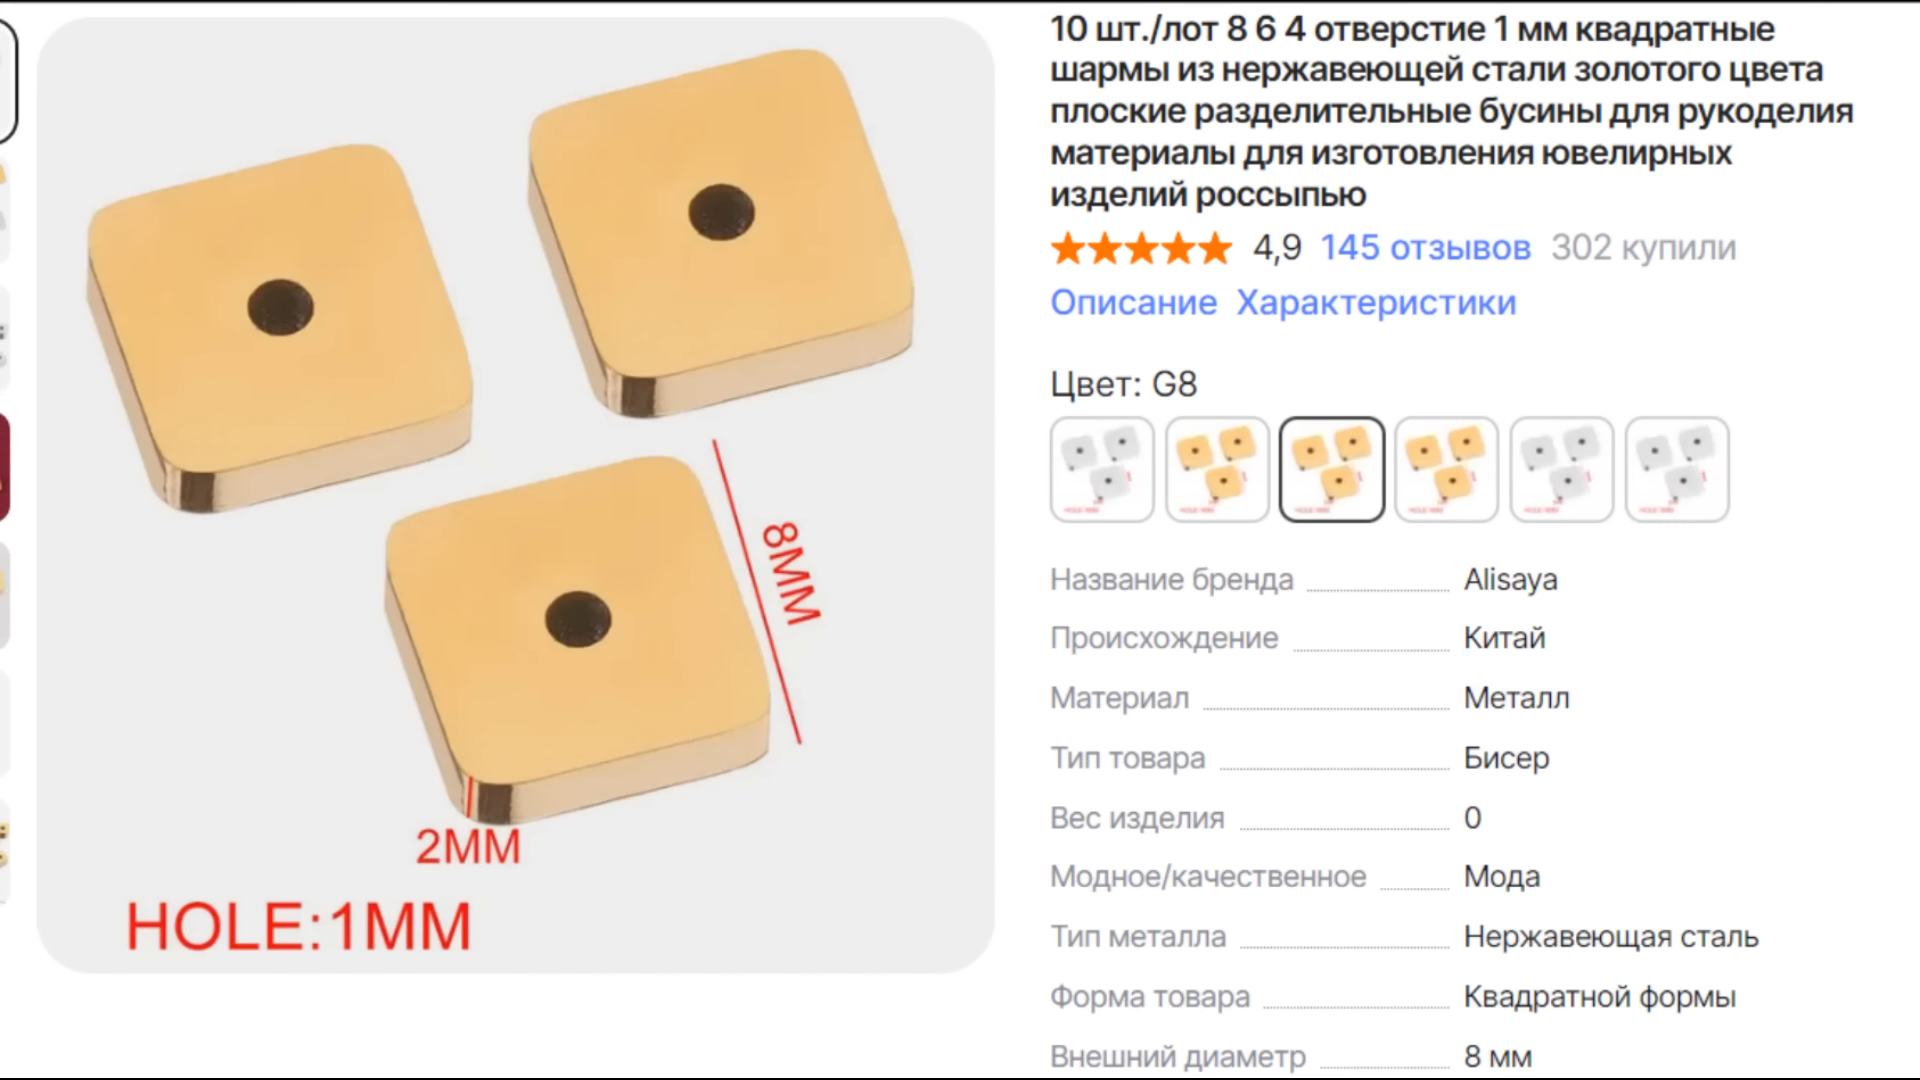 10 шт./лот 8 6 4 отверстие 1 мм квадратные
шармы из нержавеющей стали золотого цвета
плоские разделительные бусины для рукоделия
материалы для изготовления ювелирных
изделий россыпью
4,9 145 отзывов 302 купили
Описание Характеристики
Цвет: G8
Название бренда Alisaya
Происхождение Китай
Материал Металл
Тип товара Бисер
Вес изделия 0
Модное/качественное Мода
Тип металла Нержавеющая сталь
Форма товара Квадратной формы
Внешний диаметр 8 мм
8MM
2MM
HOLE:1MM